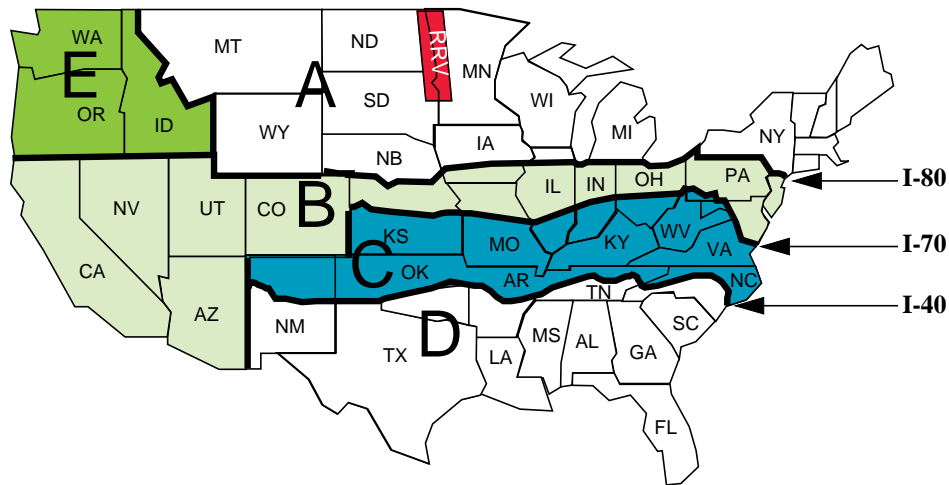 WA
MT
ND
RRV
MN
E
A
OR
ID
WY
SD
WI
MI
NY
NB
IA
I-80
NV
UT
CO
B
IL
IN
OH
PA
CA
KS
MO
KY
WV
VA
I-70
C
OK
AR
TN
NC
I-40
AZ
NM
TX
D
LA
MS
AL
GA
SC
FL